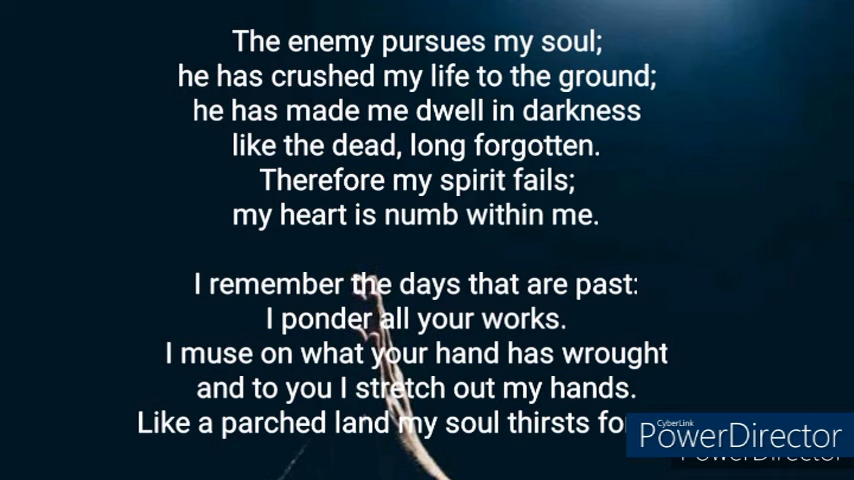 The enemy pursues my soul;
he has crushed my life to the ground;
he has made me dwell in darkness
like the dead, long forgotten.
Therefore my spirit fails;
my heart is numb within me.
I remember the days that are past:
I ponder all your works.
I muse on what your hand has wrought
and to you I stretch out my hands.
Like a parched land my soul thirsts
CyberLink
PowerDirector
PowerDirector